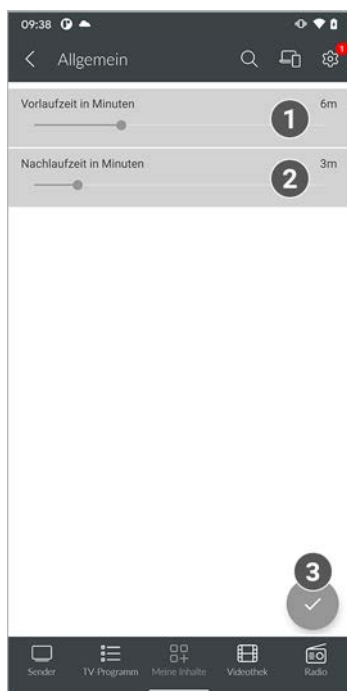 09:38
Allgemein
1
Vorlaufzeit in Minuten
1
6m
Nachlaufzeit in Minuten
2
3m
3
Sender
TV-Programm
Meine Inhalte
Videothek
Radio